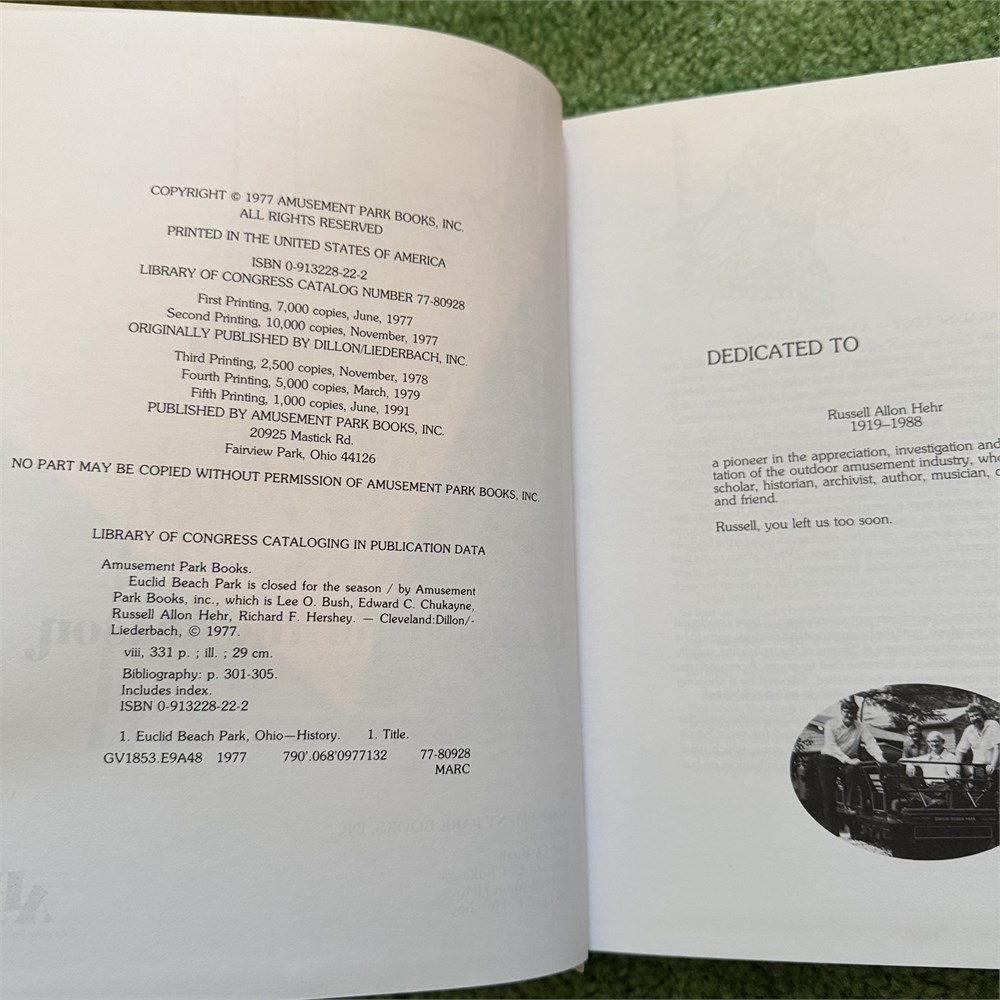 COPYRIGHT © 1977 AMUSEMENT PARK BOOKS, INC.
ALL RIGHTS RESERVED
PRINTED IN THE UNITED STATES OF AMERICA
ISBN 0-913228-22-2
LIBRARY OF CONGRESS CATALOG NUMBER 77-80928
First Printing, 7,000 copies, June, 1977
Second Printing, 10,000 copies, November, 1977
ORIGINALLY PUBLISHED BY DILLON/LIEDERBACH, INC.
Third Printing, 2,500 copies, November, 1978
Fourth Printing, 5,000 copies, March, 1979
Fifth Printing, 1,000 copies, June, 1991
PUBLISHED BY AMUSEMENT PARK BOOKS, INC.
20925 Mastick Rd.
Fairview Park, Ohio 44126
NO PART MAY BE COPIED WITHOUT PERMISSION OF AMUSEMENT PARK BOOKS, INC.
LIBRARY OF CONGRESS CATALOGING IN PUBLICATION DATA
Amusement Park Books.
Euclid Beach Park is closed for the season / by Amusement
Park Books, inc., which is Lee O. Bush, Edward C. Chukayne,
Russell Allon Hehr, Richard F. Hershey. — Cleveland:Dillon/-
Liederbach, © 1977.
viii, 331 p. ; ill. ; 29 cm.
Bibliography: p. 301-305.
Includes index.
ISBN 0-913228-22-2
1. Euclid Beach Park, Ohio—History. 1. Title.
GV1853.E9A48 1977 790'.068'0977132 77-80928
MARC
DEDICATED TO
Russell Allon Hehr
1919–1988
a pioneer in the appreciation, investigation and
tation of the outdoor amusement industry, who
scholar, historian, archivist, author, musician,
and friend.
Russell, you left us too soon.